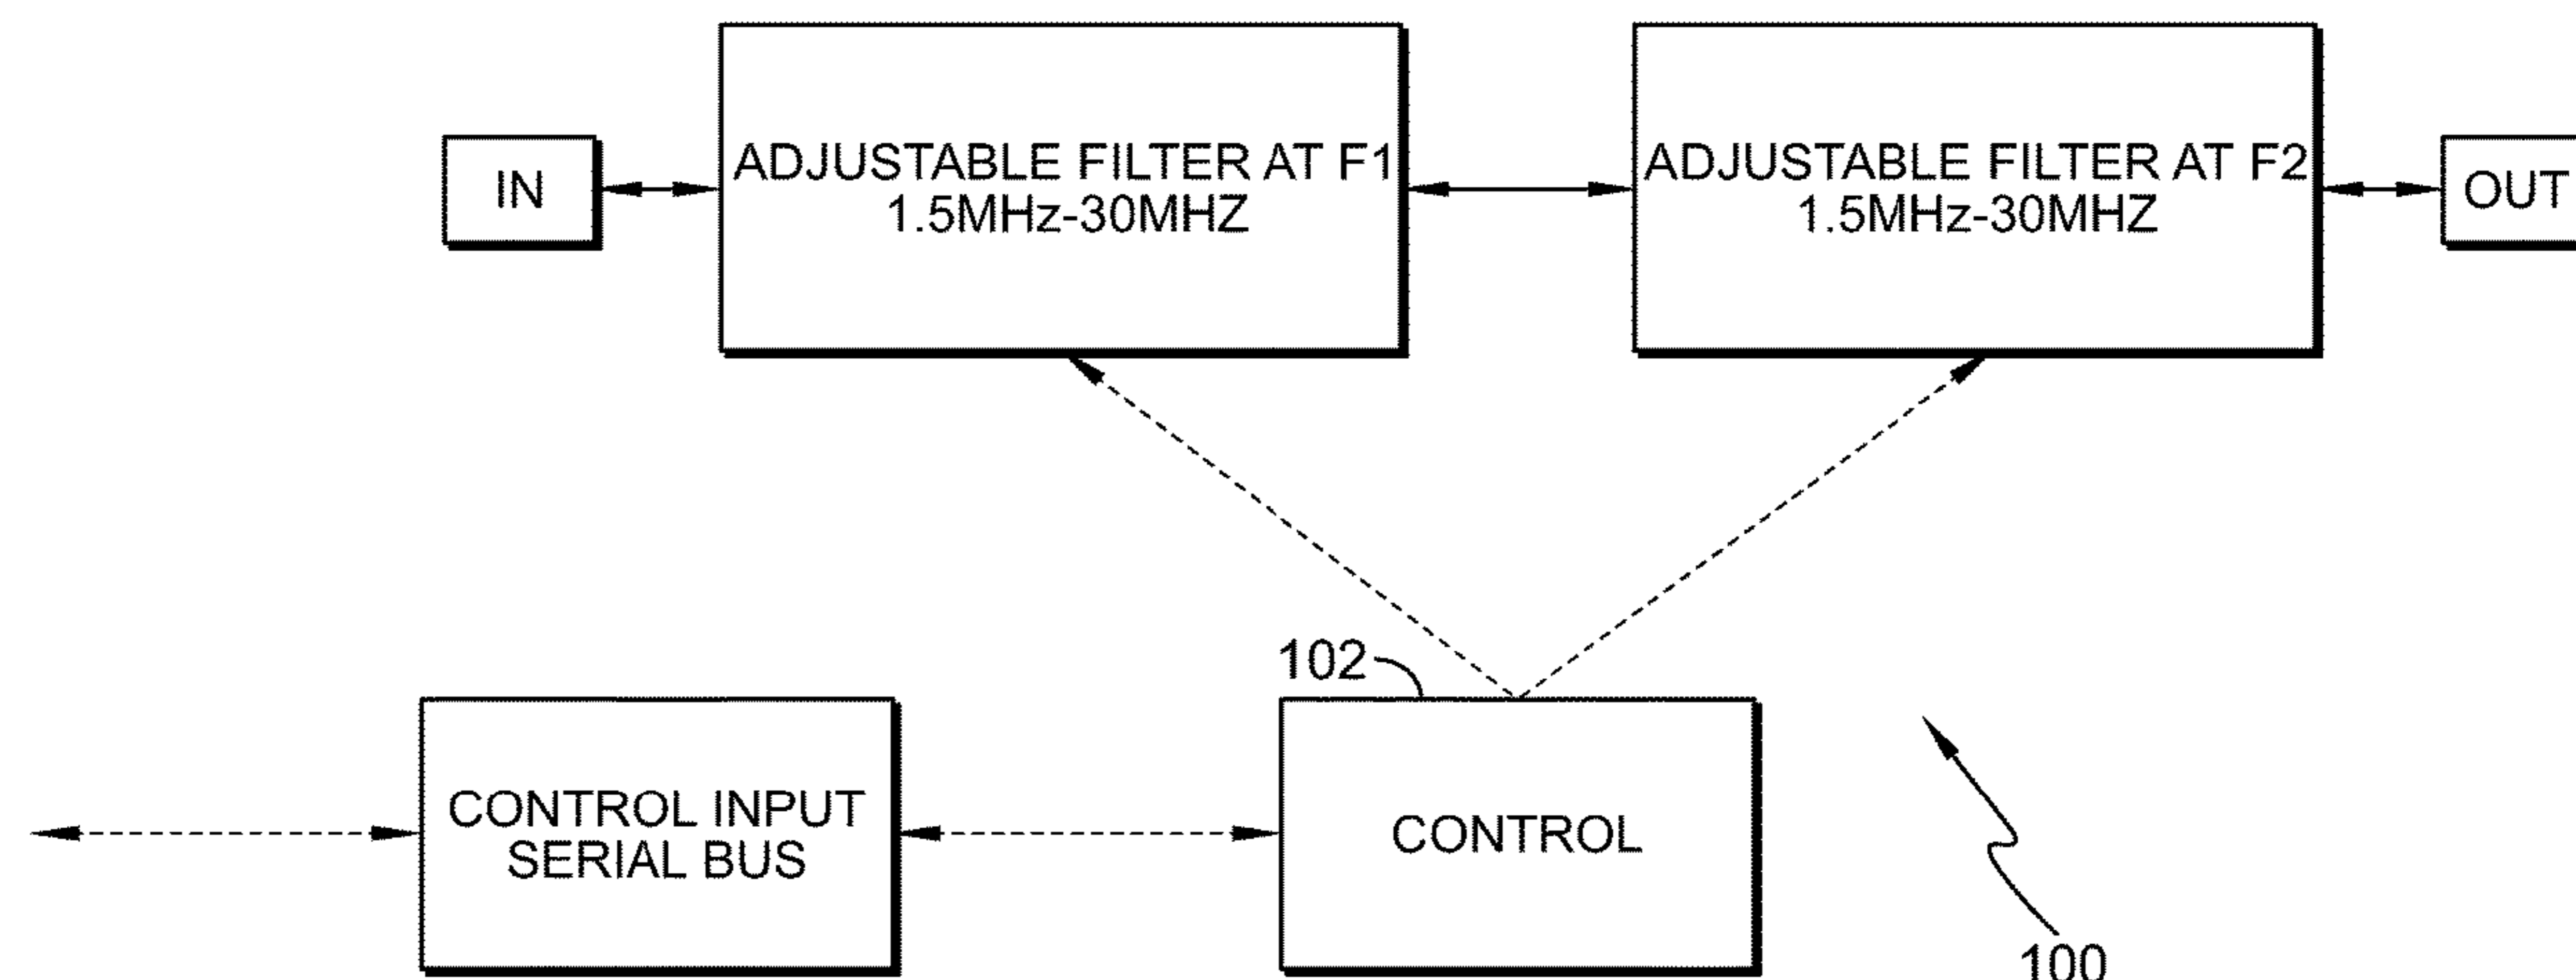 IN
ADJUSTABLE FILTER AT F1
1.5MHz-30MHZ
ADJUSTABLE FILTER AT F2
1.5MHz-30MHZ
OUT
102
CONTROL INPUT
SERIAL BUS
CONTROL
100